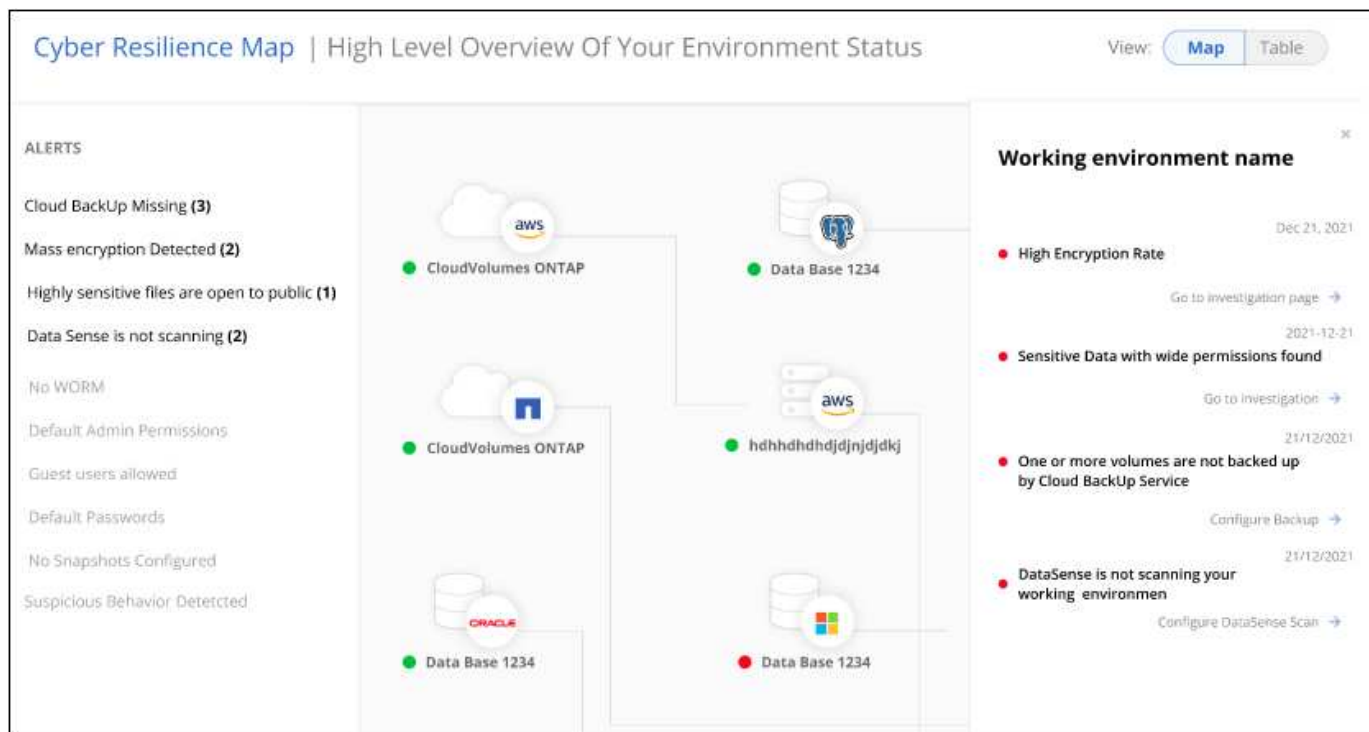 Cyber Resilience Map | High Level Overview Of Your Environment Status
View: Map Table
ALERTS
Cloud BackUp Missing (3)
Mass encryption Detected (2)
Highly sensitive files are open to public (1)
Data Sense is not scanning (2)
No WORM
Default Admin Permissions
Guest users allowed
Default Passwords
No Snapshots Configured
Suspicious Behavior Detetcted
aws
CloudVolumes ONTAP
Data Base 1234
CloudVolumes ONTAP
aws
hdhhdhdhdjdjnjdjdkj
ORACLE
Data Base 1234
Data Base 1234
×
Working environment name
Dec 21, 2021
High Encryption Rate
Go to investigation page →
2021-12-21
Sensitive Data with wide permissions found
Go to investigation →
21/12/2021
One or more volumes are not backed up
by Cloud BackUp Service
Configure Backup →
21/12/2021
DataSense is not scanning your
working environmen
Configure DataSense Scan →